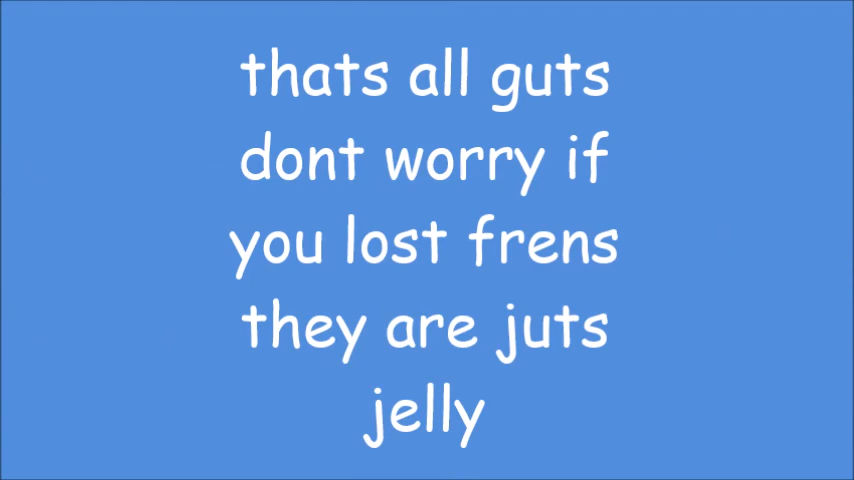 thats all guts
dont worry if
you lost frens
they are juts
jelly